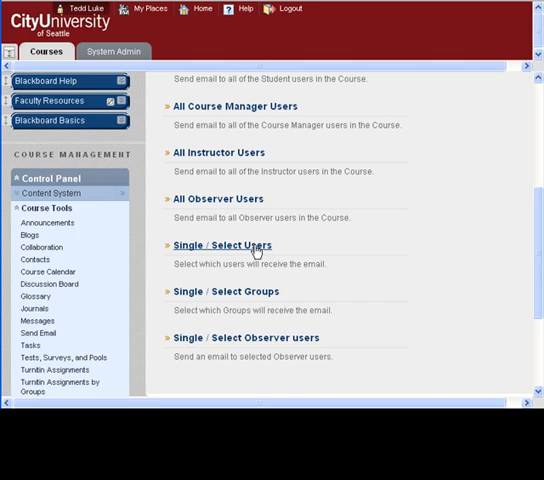 Tedd Luke My Places Home Help Logout
CityUniversity
of Seattle
Courses System Admin
Blackboard Help
Faculty Resources
Blackboard Basics
COURSE MANAGEMENT
Control Panel
Content System
Course Tools
Announcements
Blogs
Collaboration
Contacts
Course Calendar
Discussion Board
Glossary
Journals
Messages
Send Email
Tasks
Tests, Surveys, and Pools
Turnitin Assignments
Turnitin Assignments by
Groups
Send email to all of the Student users in the Course.
All Course Manager Users
Send email to all of the Course Manager users in the Course.
All Instructor Users
Send email to all of the Instructor users in the Course.
All Observer Users
Send email to all Observer users in the Course.
Single / Select Users
Select which users will receive the email.
Single / Select Groups
Select which Groups will receive the email.
Single / Select Observer users
Send an email to selected Observer users.